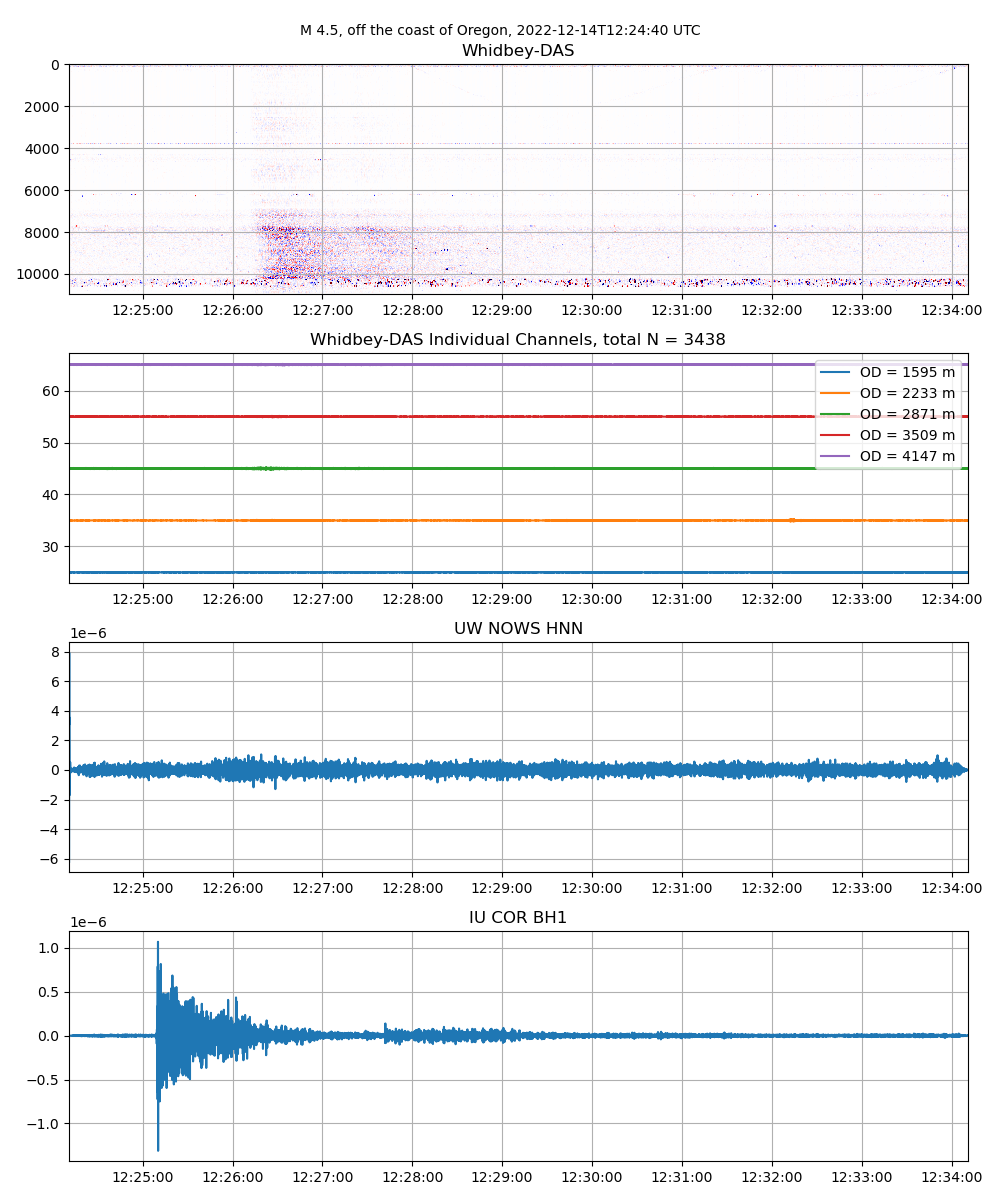 M 4.5, off the coast of Oregon, 2022-12-14T12:24:40 UTC
Whidbey-DAS
0
2000
4000
6000
8000
10000
12:25:00 12:26:00 12:27:00 12:28:00 12:29:00 12:30:00 12:31:00 12:32:00 12:33:00 12:34:00
Whidbey-DAS Individual Channels, total N = 3438
60
50
40
30
OD = 1595 m
OD = 2233 m
OD = 2871 m
OD = 3509 m
OD = 4147 m
12:25:00 12:26:00 12:27:00 12:28:00 12:29:00 12:30:00 12:31:00 12:32:00 12:33:00 12:34:00
UW NOWS HNN
1e−6
8
6
4
2
0
−2
−4
−6
12:25:00 12:26:00 12:27:00 12:28:00 12:29:00 12:30:00 12:31:00 12:32:00 12:33:00 12:34:00
IU COR BH1
1e−6
1.0
0.5
0.0
−0.5
−1.0
12:25:00 12:26:00 12:27:00 12:28:00 12:29:00 12:30:00 12:31:00 12:32:00 12:33:00 12:34:00